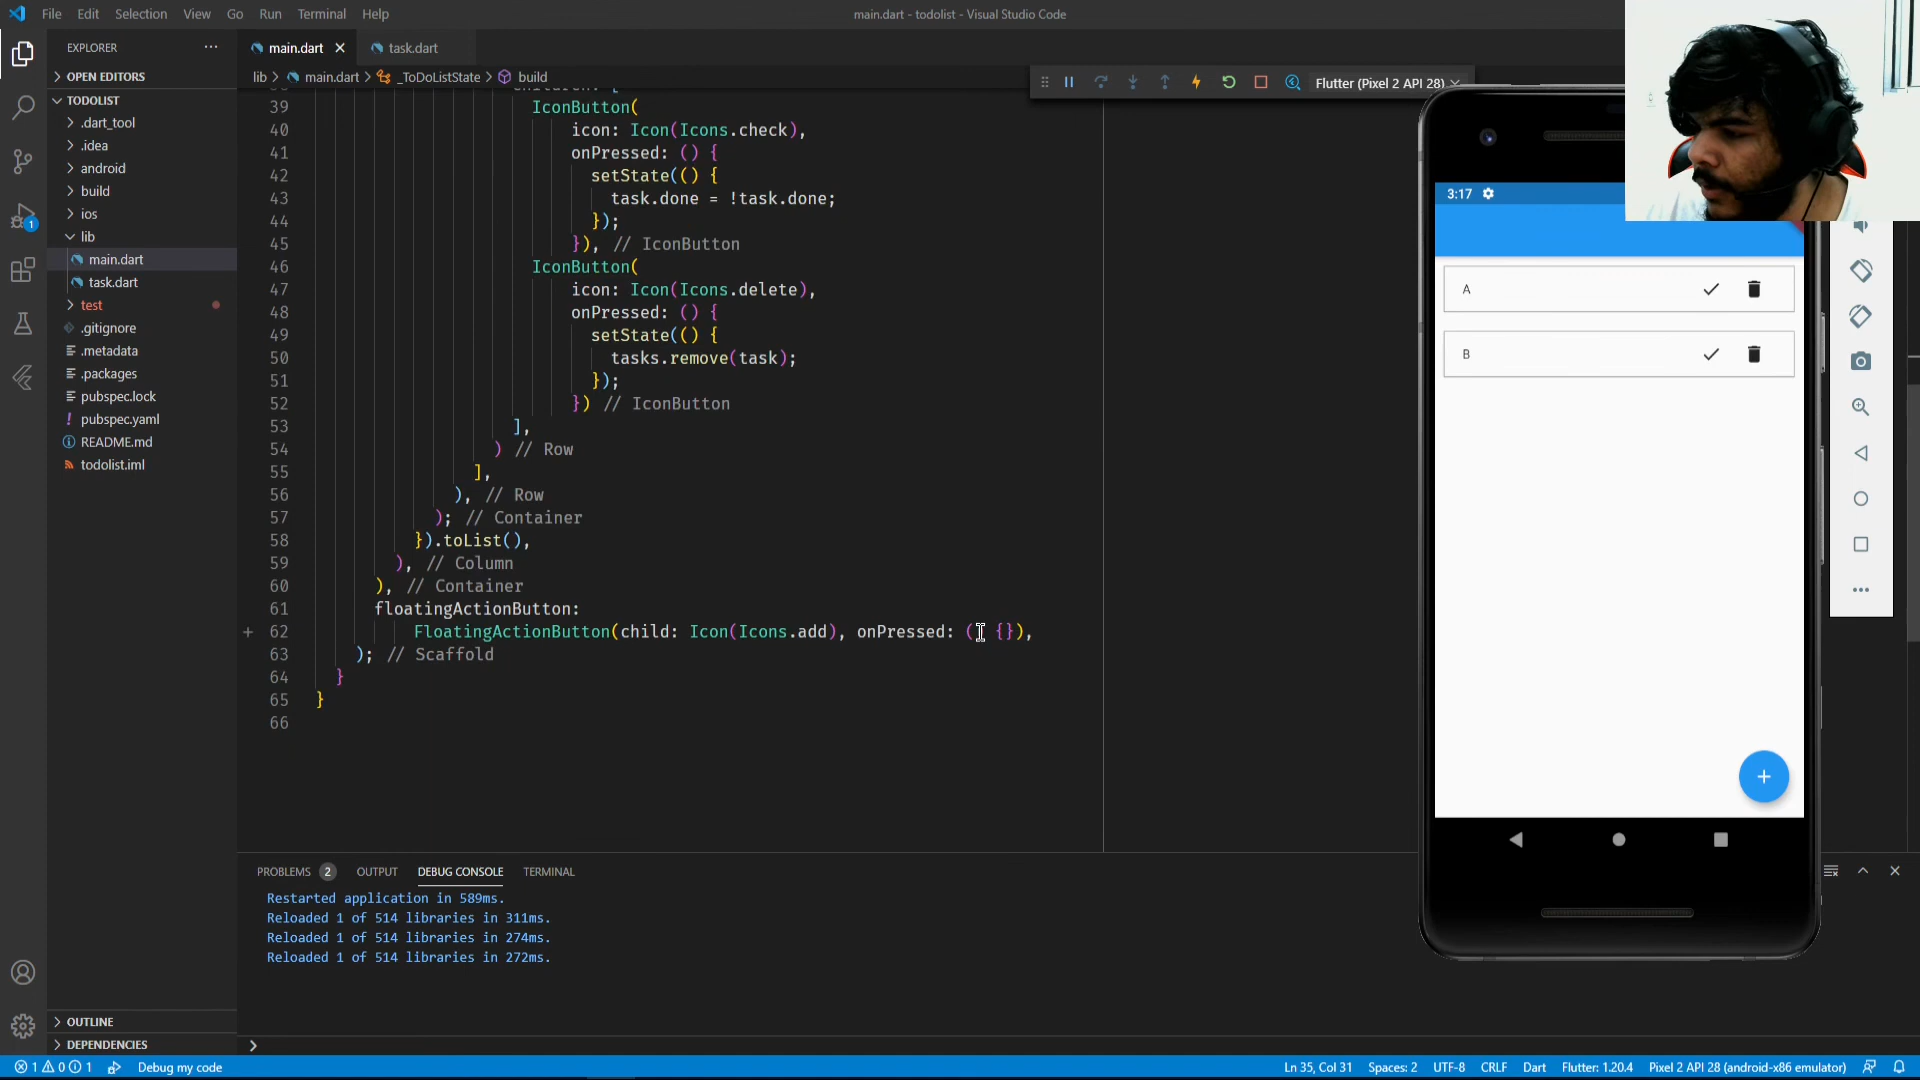 File Edit Selection View Go Run Terminal Help
main.dart - todolist - Visual Studio Code
EXPLORER
OPEN EDITORS
TODOLIST
.dart_tool
.idea
android
build
ios
lib
main.dart
task.dart
test
.gitignore
.metadata
.packages
pubspec.lock
pubspec.yaml
README.md
todolist.iml
OUTLINE
DEPENDENCIES
1
main.dart task.dart
lib > main.dart > _ToDoListState > build
Flutter (Pixel 2 API 28)
39 IconButton(
40 icon: Icon(Icons.check),
41 onPressed: () {
42 setState(() {
43 task.done = !task.done;
44 });
45 }), // IconButton
46 IconButton(
47 icon: Icon(Icons.delete),
48 onPressed: () {
49 setState(() {
50 tasks.remove(task);
51 });
52 }) // IconButton
53 ],
54 ) // Row
55 ],
56 ), // Row
57 ); // Container
58 }).toList(),
59 ), // Column
60 ), // Container
61 floatingActionButton:
62 FloatingActionButton(child: Icon(Icons.add), onPressed: () {}),
63 ); // Scaffold
64 }
65 }
66
PROBLEMS 2 OUTPUT DEBUG CONSOLE TERMINAL
Restarted application in 589ms.
Reloaded 1 of 514 libraries in 311ms.
Reloaded 1 of 514 libraries in 274ms.
Reloaded 1 of 514 libraries in 272ms.
3:17
A
B
1 0 1 Debug my code
Ln 35, Col 31 Spaces: 2 UTF-8 CRLF Dart Flutter: 1.20.4 Pixel 2 API 28 (android-x86 emulator)